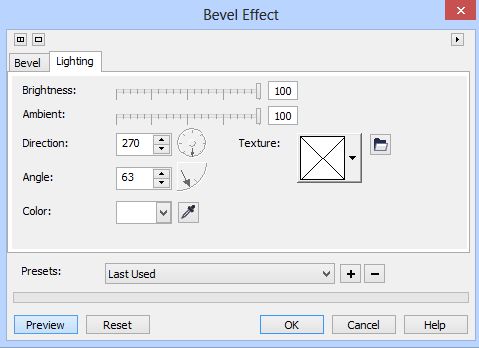 Bevel Effect
Bevel Lighting
Brightness: 100
Ambient: 100
Direction: 270 Texture:
Angle: 63
Color:
Presets: Last Used
Preview Reset OK Cancel Help